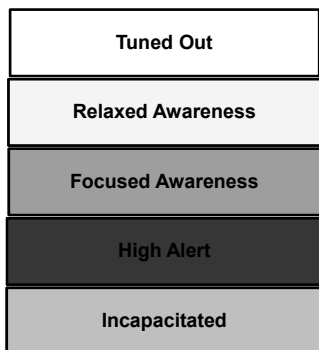 Tuned Out
Relaxed Awareness
Focused Awareness
High Alert
Incapacitated